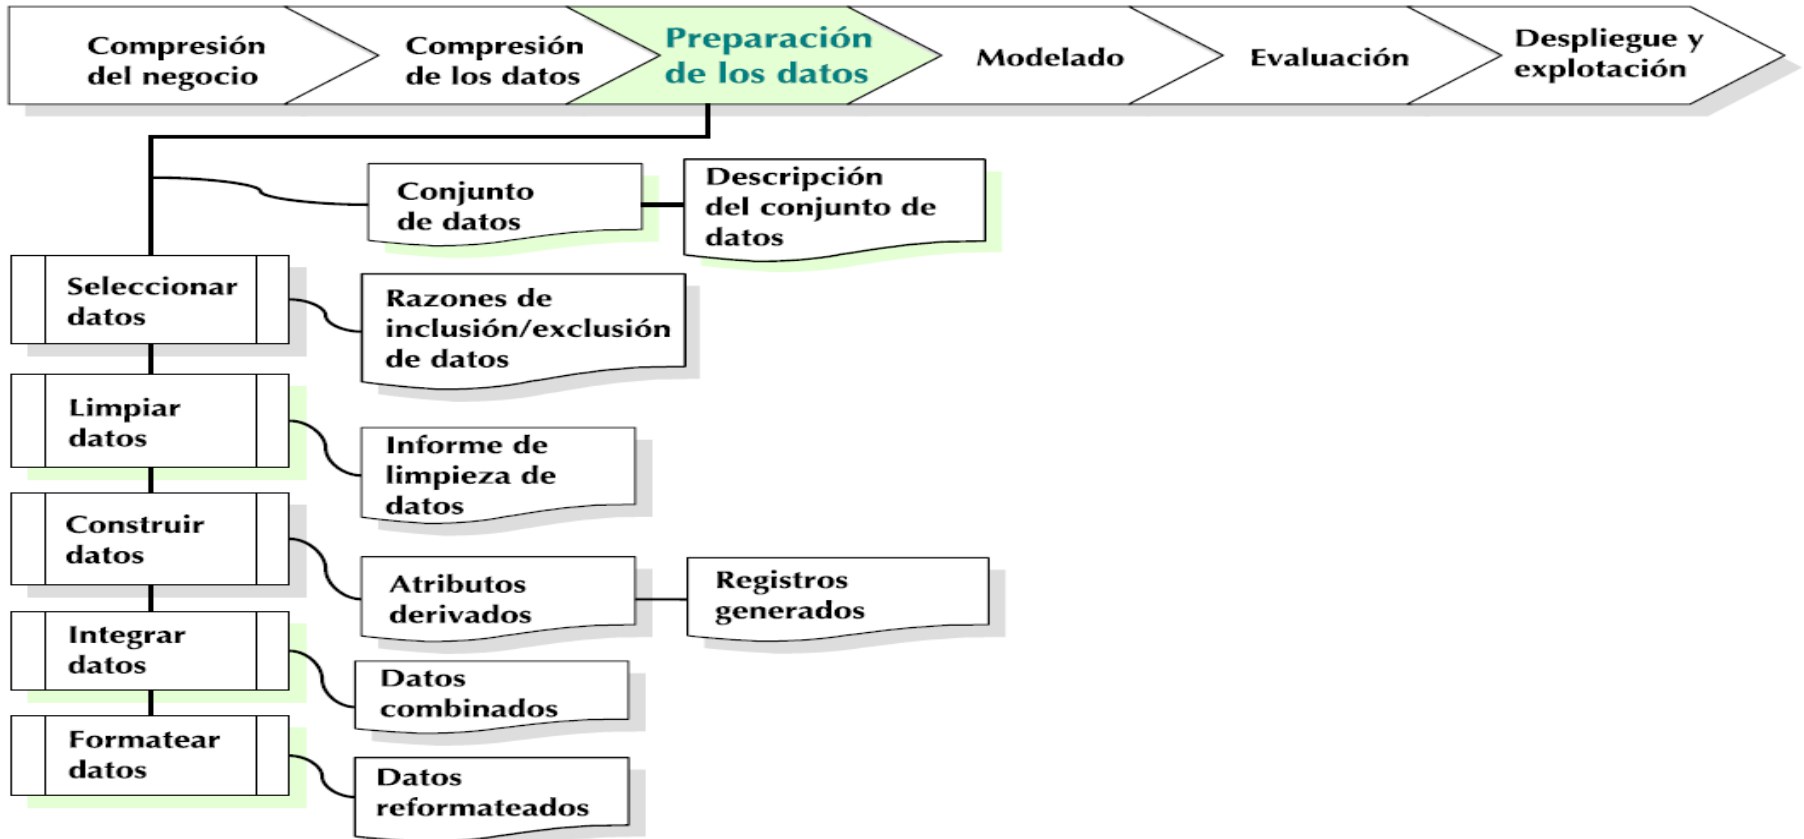 Compresión
del negocio
Compresión
de los datos
Preparación
de los datos
Modelado
Evaluación
Despliegue y
explotación
Conjunto
de datos
Descripción
del conjunto de
datos
Seleccionar
datos
Razones de
inclusión/exclusión
de datos
Limpiar
datos
Informe de
limpieza de
datos
Construir
datos
Atributos
derivados
Registros
generados
Integrar
datos
Datos
combinados
Formatear
datos
Datos
reformateados